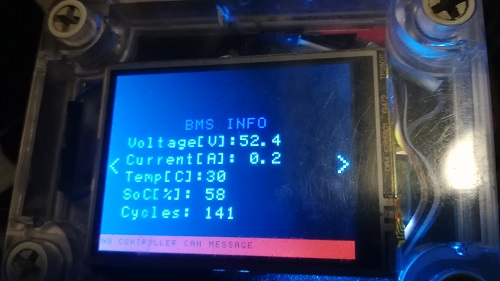 BMS INFO
Voltage[V]:52.4
Current[A]: 0.2
Temp[C]:30
SoC[%]: 58
Cycles: 141
< >
NO CONTROLLER CAN MESSAGE